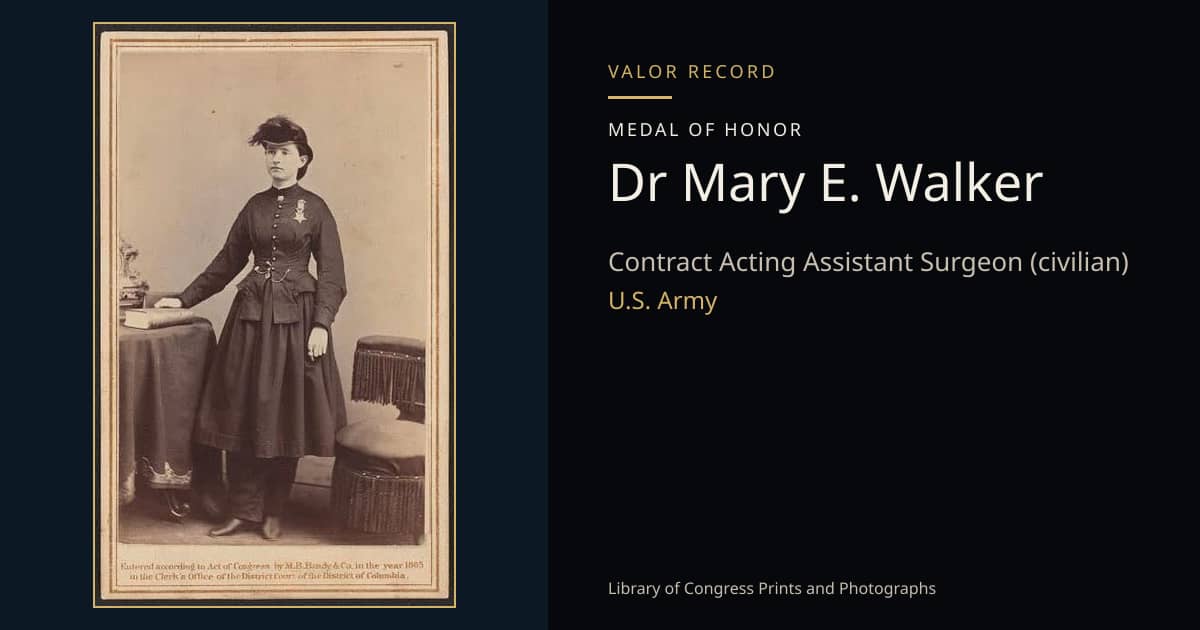 VALOR RECORD
MEDAL OF HONOR
Dr Mary E. Walker
Contract Acting Assistant Surgeon (civilian)
U.S. Army
Entered according to Act of Congress by M.B. Brady & Co. in the year 1865
in the Clerk's Office of the District Court of the District of Columbia.
Library of Congress Prints and Photographs